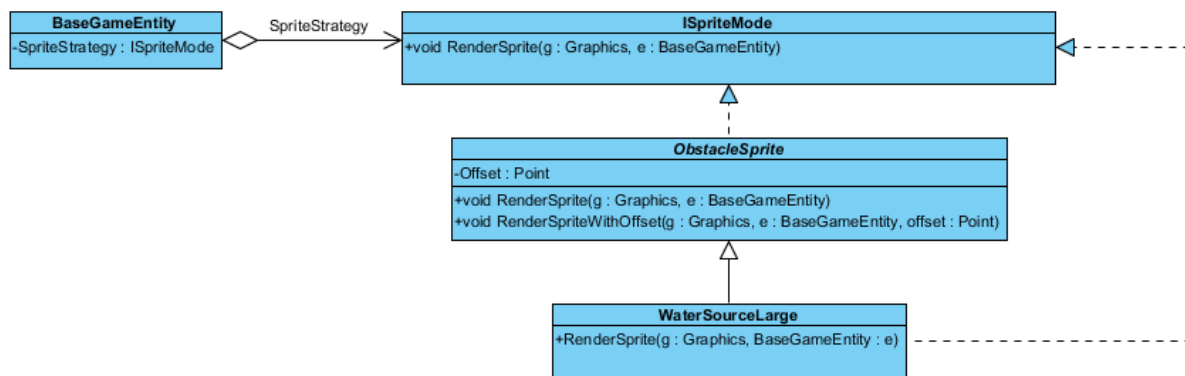 BaseGameEntity
-SpriteStrategy : ISpriteMode
SpriteStrategy
ISpriteMode
+void RenderSprite(g : Graphics, e : BaseGameEntity)
ObstacleSprite
-Offset : Point
+void RenderSprite(g : Graphics, e : BaseGameEntity)
+void RenderSpriteWithOffset(g : Graphics, e : BaseGameEntity, offset : Point)
WaterSourceLarge
+RenderSprite(g : Graphics, BaseGameEntity : e)